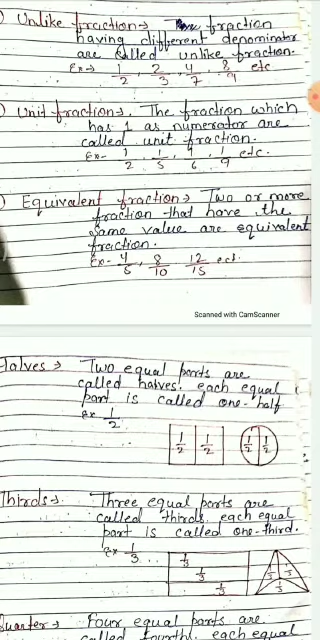 Unlike fraction → fraction
having different denominator
are called unlike fraction.
Ex → 1/2, 2/3, 4/7, 8/9 etc
Unit fraction → The fraction which
has 1 as numerator are
called unit fraction.
Ex- 1/2, 1/5, 1/6, 1/9 etc.
Equivalent fraction → Two or more
fraction that have the
same value are equivalent
fraction.
Ex- 4/5, 8/10, 12/15 ect.
Scanned with CamScanner
Halves → Two equal parts are
called halves. each equal
part is called one-half
ex 1/2
1/2 1/2 1/2 1/2
Thirds → Three equal parts are
called thirds. each equal
part is called one-third.
ex 1/3
1/3 1/3 1/3 1/3 1/3 1/3
Quarter → Four equal parts are
called fourths each equal